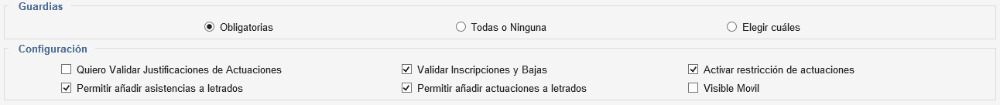 Guardias
Obligatorias Todas o Ninguna Elegir cuáles
Configuración
Quiero Validar Justificaciones de Actuaciones Validar Inscripciones y Bajas Activar restricción de actuaciones
Permitir añadir asistencias a letrados Permitir añadir actuaciones a letrados Visible Movil